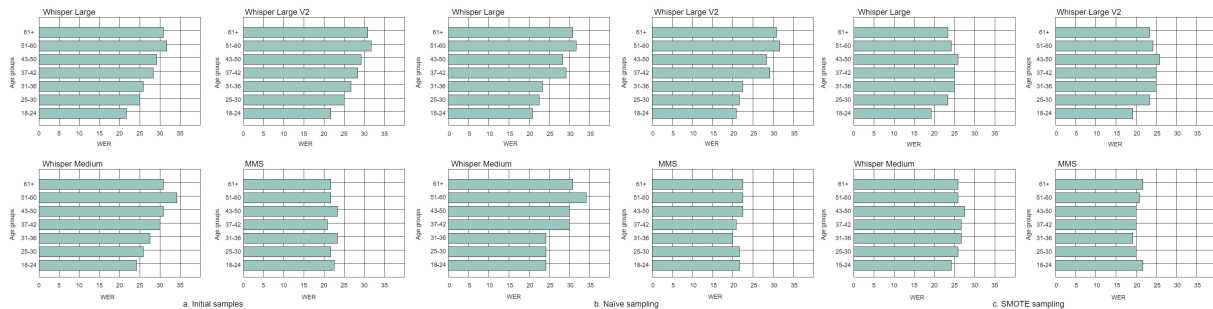 Whisper Large
Age groups
61+
51-60
43-50
37-42
31-36
25-30
18-24
0 5 10 15 20 25 30 35
WER
Whisper Large V2
Age groups
61+
51-60
43-50
37-42
31-36
25-30
18-24
0 5 10 15 20 25 30 35
WER
Whisper Medium
Age groups
61+
51-60
43-50
37-42
31-36
25-30
18-24
0 5 10 15 20 25 30 35
WER
MMS
Age groups
61+
51-60
43-50
37-42
31-36
25-30
18-24
0 5 10 15 20 25 30 35
WER
a. Initial samples
Whisper Large
Age groups
61+
51-60
43-50
37-42
31-36
25-30
18-24
0 5 10 15 20 25 30 35
WER
Whisper Large V2
Age groups
61+
51-60
43-50
37-42
31-36
25-30
18-24
0 5 10 15 20 25 30 35
WER
Whisper Medium
Age groups
61+
51-60
43-50
37-42
31-36
25-30
18-24
0 5 10 15 20 25 30 35
WER
MMS
Age groups
61+
51-60
43-50
37-42
31-36
25-30
18-24
0 5 10 15 20 25 30 35
WER
b. Naïve sampling
Whisper Large
Age groups
61+
51-60
43-50
37-42
31-36
25-30
18-24
0 5 10 15 20 25 30 35
WER
Whisper Large V2
Age groups
61+
51-60
43-50
37-42
31-36
25-30
18-24
0 5 10 15 20 25 30 35
WER
Whisper Medium
Age groups
61+
51-60
43-50
37-42
31-36
25-30
15-24
0 5 10 15 20 25 30 35
WER
MMS
Age groups
61+
51-60
43-50
37-42
31-36
25-30
18-24
0 5 10 15 20 25 30 35
WER
c. SMOTE sampling